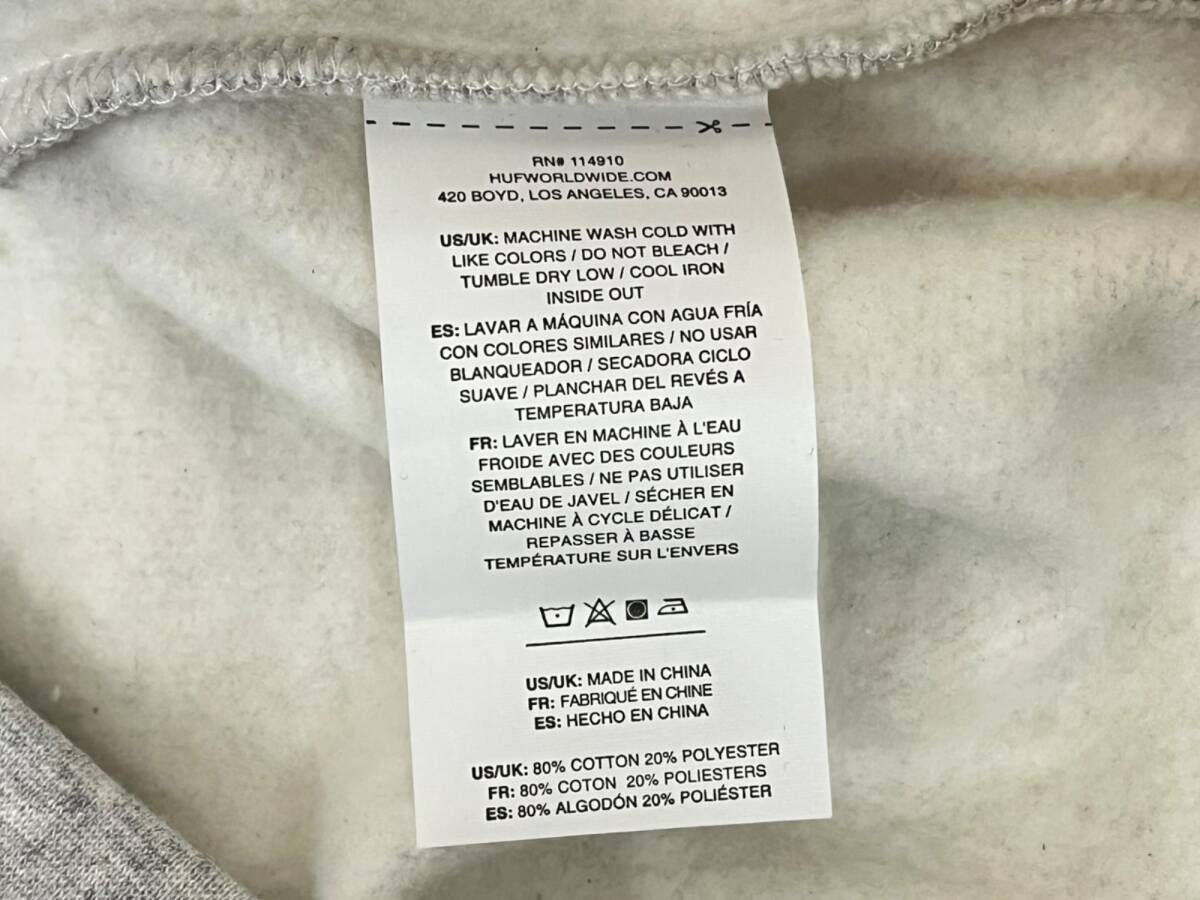 RN# 114910
HUFWORLDWIDE.COM
420 BOYD, LOS ANGELES, CA 90013
US/UK: MACHINE WASH COLD WITH
LIKE COLORS / DO NOT BLEACH /
TUMBLE DRY LOW / COOL IRON
INSIDE OUT
ES: LAVAR A MÁQUINA CON AGUA FRÍA
CON COLORES SIMILARES / NO USAR
BLANQUEADOR / SECADORA CICLO
SUAVE / PLANCHAR DEL REVÉS A
TEMPERATURA BAJA
FR: LAVER EN MACHINE À L'EAU
FROIDE AVEC DES COULEURS
SEMBLABLES / NE PAS UTILISER
D'EAU DE JAVEL / SÉCHER EN
MACHINE À CYCLE DÉLICAT /
REPASSER À BASSE
TEMPÉRATURE SUR L'ENVERS
US/UK: MADE IN CHINA
FR: FABRIQUÉ EN CHINE
ES: HECHO EN CHINA
US/UK: 80% COTTON 20% POLYESTER
FR: 80% COTON 20% POLIESTERS
ES: 80% ALGODÓN 20% POLIÉSTER